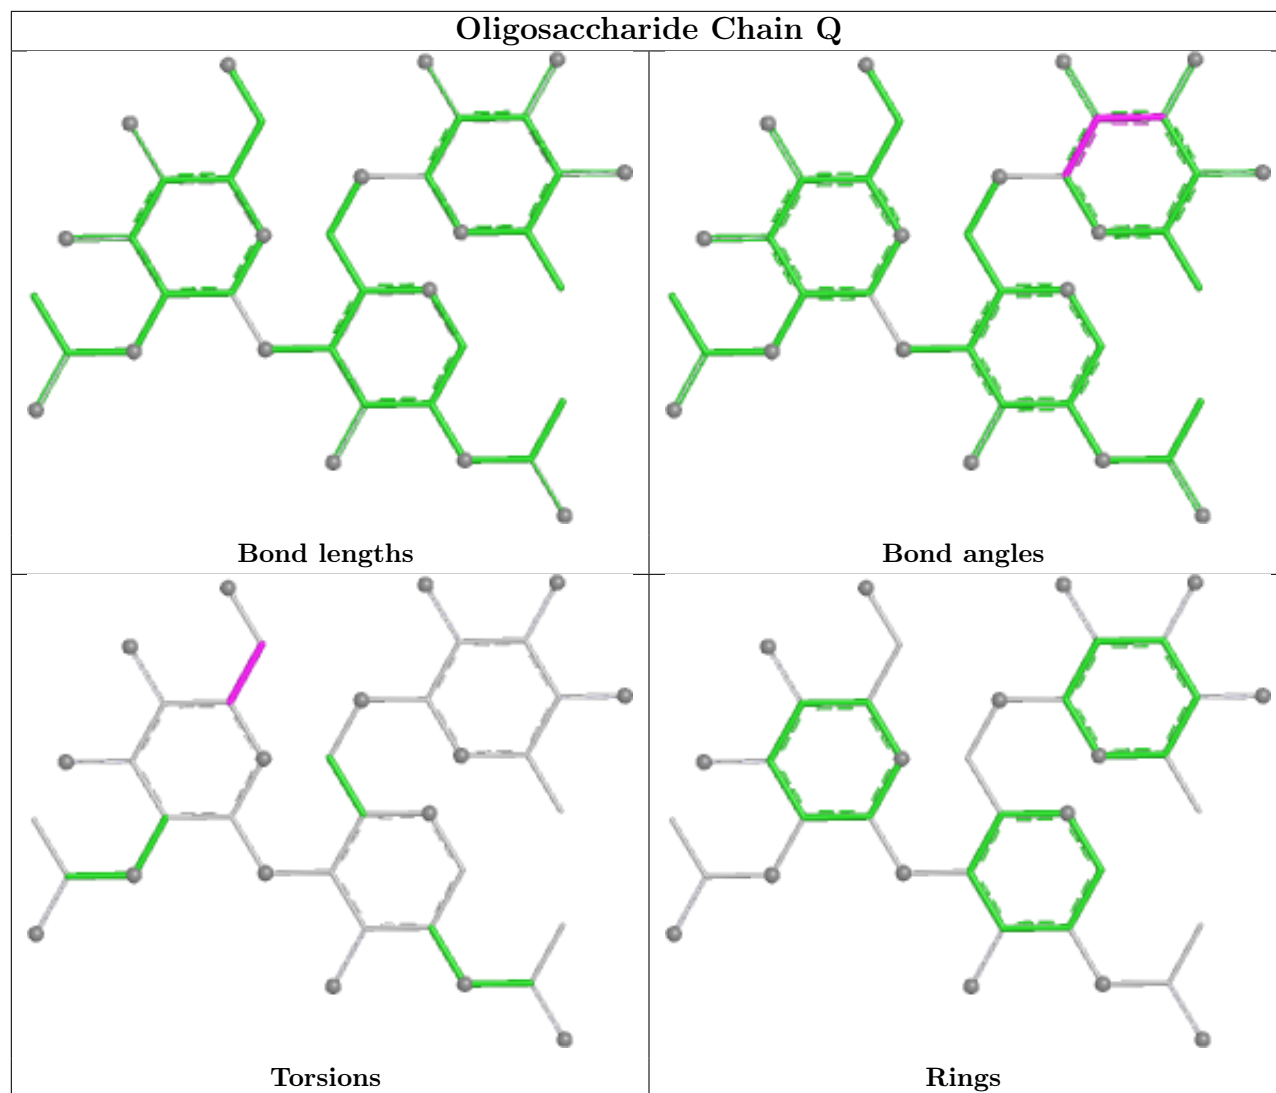 Oligosaccharide Chain Q
Bond lengths
Bond angles
Torsions
Rings